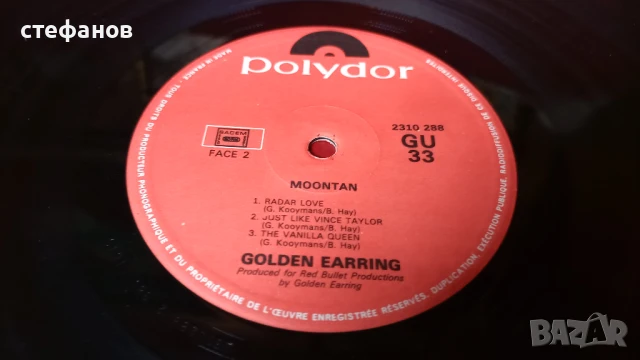 стефанов
polydor
MADE IN FRANCE • TOUS DROITS DU PRODUCTEUR PHONOGRAPHIQUE ET DU PROPRIÉTAIRE DE L'ŒUVRE ENREGISTRÉE RÉSERVÉS. DUPLICATION, EXÉCUTION PUBLIQUE, RADIODIFFUSION DE CE DISQUE INTERDITES
SACEM
FACE 2
2310 288
GU
33
MOONTAN
1. RADAR LOVE
(G. Kooymans/B. Hay)
2. JUST LIKE VINCE TAYLOR
(G. Kooymans/B. Hay)
3. THE VANILLA QUEEN
(G. Kooymans/B. Hay)
GOLDEN EARRING
Produced for Red Bullet Productions
by Golden Earring
BAZAR